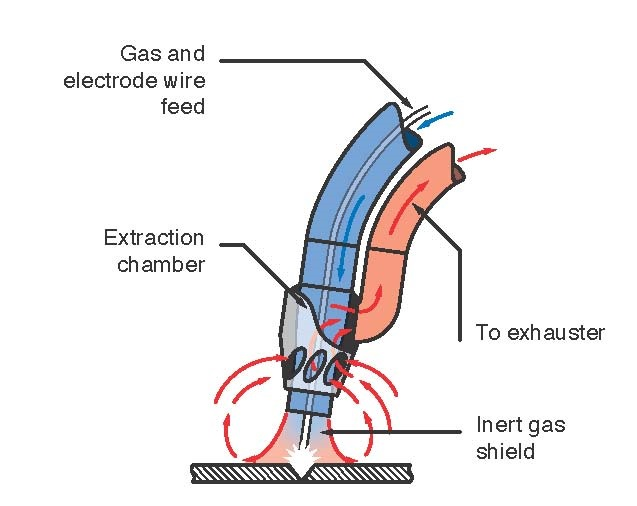 Gas and
electrode wire
feed
Extraction
chamber
To exhauster
Inert gas
shield